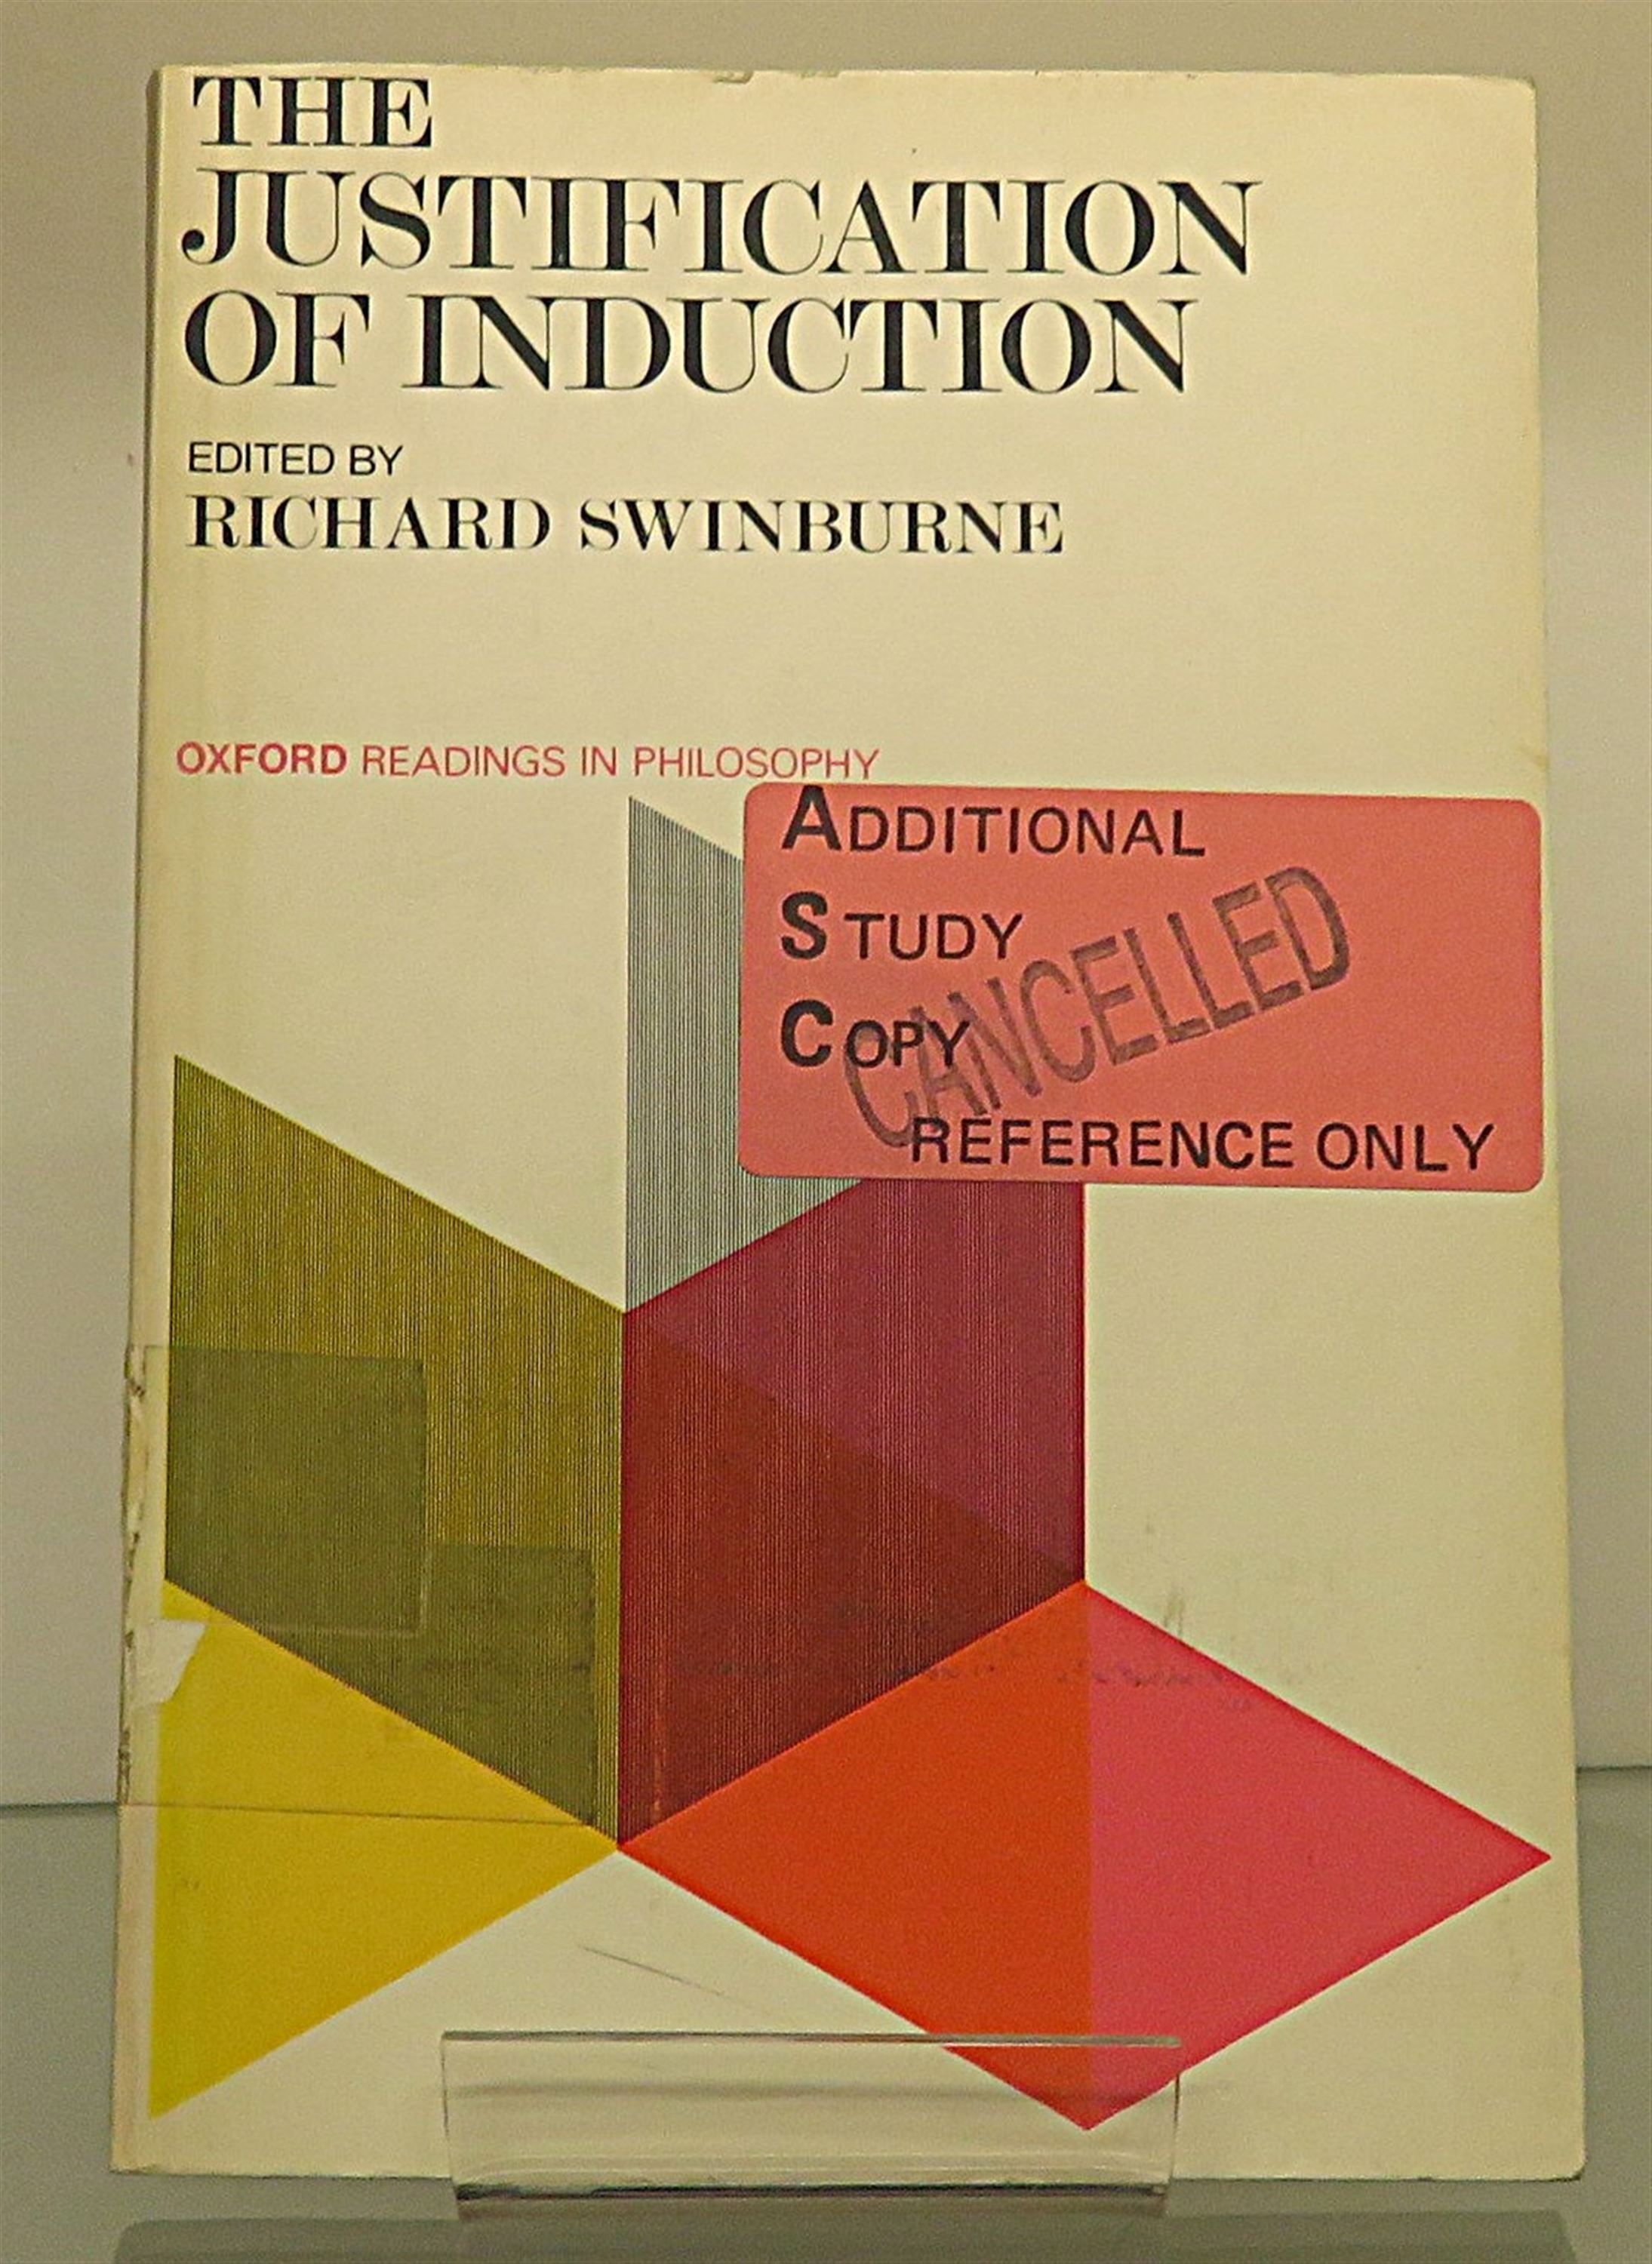 THE
JUSTIFICATION
OF INDUCTION
EDITED BY
RICHARD SWINBURNE
OXFORD READINGS IN PHILOSOPHY
ADDITIONAL
STUDY
COPY
CANCELLED
REFERENCE ONLY